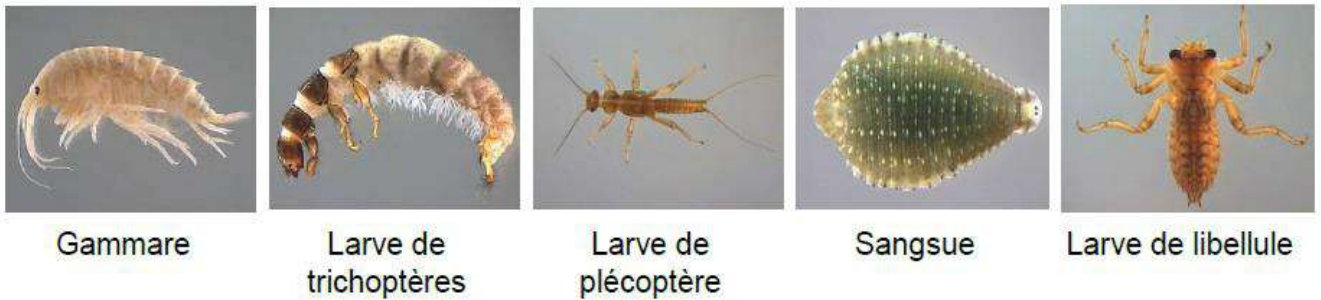 Gammare
Larve de
trichoptères
Larve de
plécoptère
Sangsue
Larve de libellule